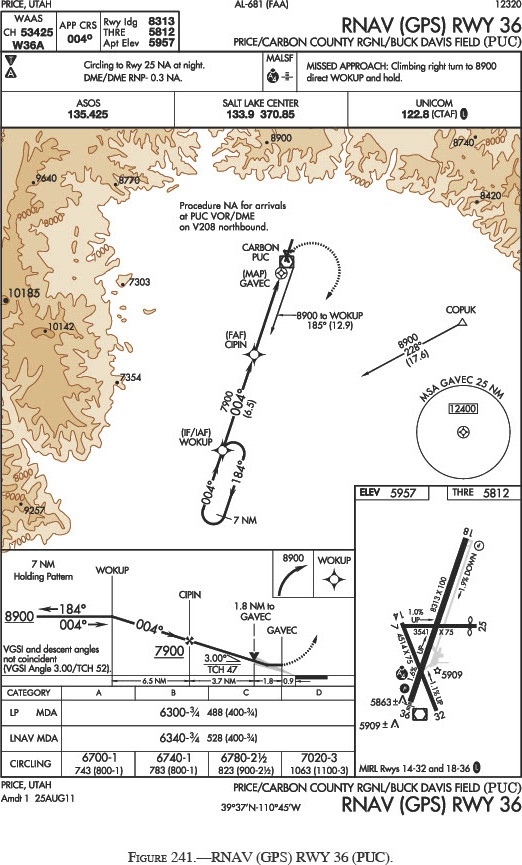 PRICE, UTAH
AL-681 (FAA)
12320
WAAS
CH 53425
W36A
APP CRS
004°
Rwy ldg 8313
THRE 5812
Apt Elev 5957
RNAV (GPS) RWY 36
PRICE/CARBON COUNTY RGNL/BUCK DAVIS FIELD (PUC)
T
A
Circling to Rwy 25 NA at night.
DME/DME RNP- 0.3 NA.
MALSF
MISSED APPROACH: Climbing right turn to 8900
direct WOKUP and hold.
ASOS
135.425
SALT LAKE CENTER
133.9 370.85
UNICOM
122.8 (CTAF) L
8900
8740
9640
8770
8420
Procedure NA for arrivals
at PUC VOR/DME
on V208 northbound.
CARBON
PUC
(MAP)
GAVEC
7303
10185
10142
8900 to WOKUP
185° (12.9)
COPUK
8900
228°
(17.6)
(FAF)
CIPIN
7354
7900
004°
(6.5)
MSA GAVEC 25 NM
12400
(IF/IAF)
WOKUP
004°
184°
7 NM
9000
9257
8000
7000
ELEV 5957
THRE 5812
18
1.9% DOWN
8313 X 100
1.0%
UP
14
7
3541 X 75
25
4514 X 75
UP
1.6%
5909
1.1% UP
5863 ±
36
32
5909 ±
MIRL Rwys 14-32 and 18-36 L
7 NM
Holding Pattern
WOKUP
8900
WOKUP
CIPIN
1.8 NM to
GAVEC
GAVEC
8900
184°
004°
004°
7900
VGSI and descent angles
not coincident
(VGSI Angle 3.00/TCH 52).
3.00°
TCH 47
6.5 NM
3.7 NM
1.8
0.9
CATEGORY A B C D
LP MDA 6300-¾ 488 (400-¾)
LNAV MDA 6340-¾ 528 (400-¾)
CIRCLING
6700-1
743 (800-1)
6740-1
783 (800-1)
6780-2½
823 (900-2½)
7020-3
1063 (1100-3)
PRICE, UTAH
Amdt 1 25AUG11
39°37'N-110°45'W
PRICE/CARBON COUNTY RGNL/BUCK DAVIS FIELD (PUC)
RNAV (GPS) RWY 36
FIGURE 241.—RNAV (GPS) RWY 36 (PUC).